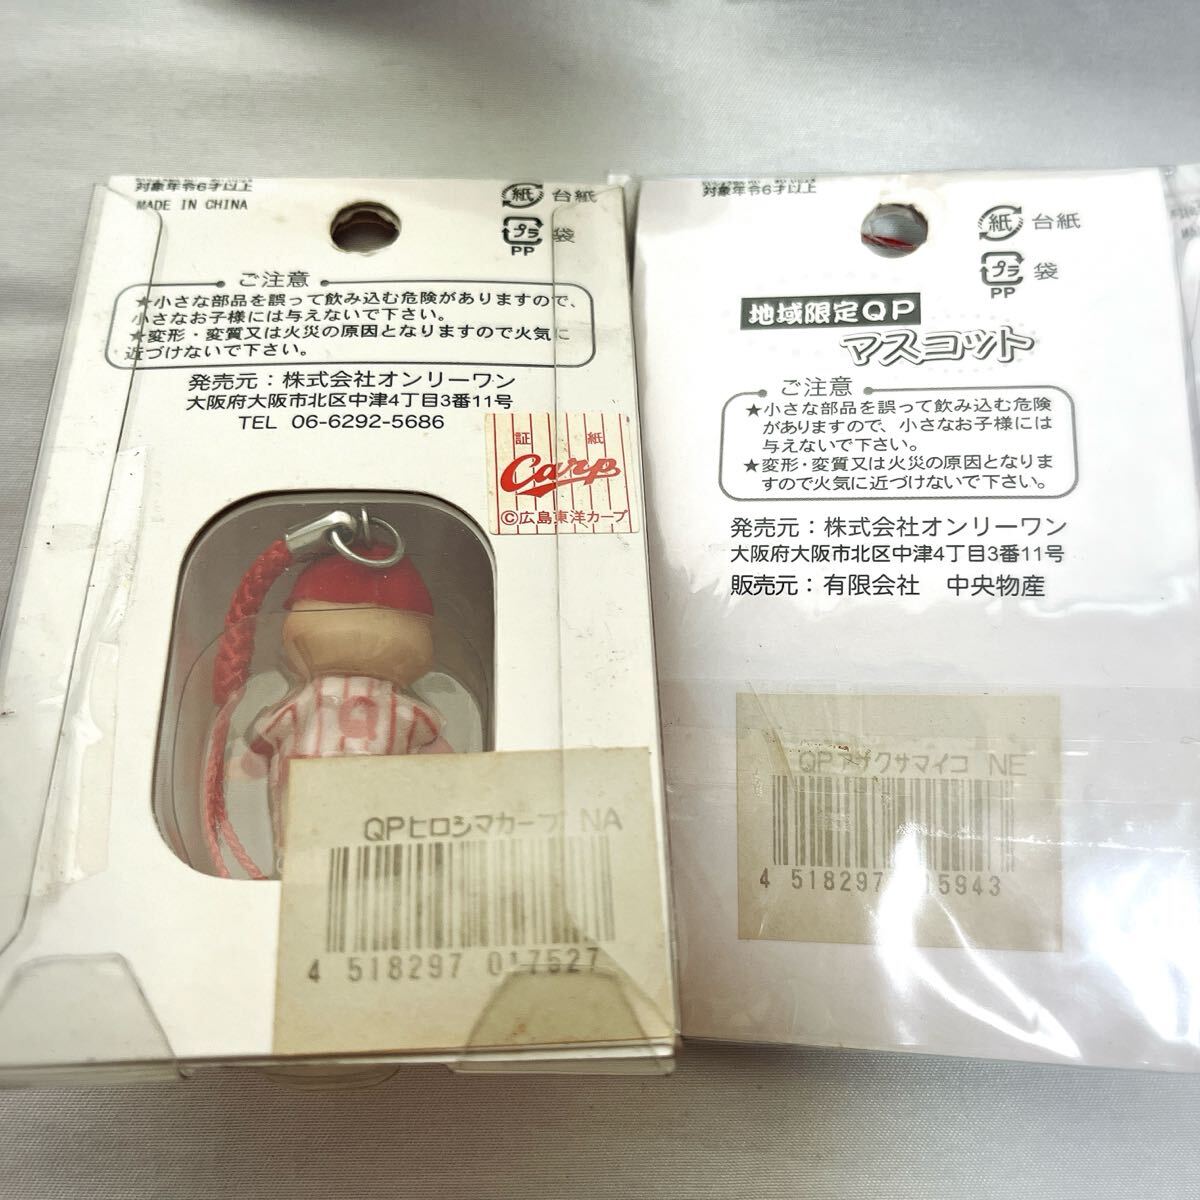 対象年令6才以上
MADE IN CHINA
紙 台紙
プラ 袋
PP
ご注意
★小さな部品を誤って飲み込む危険がありますので、
小さなお子様には与えないで下さい。
★変形・変質又は火災の原因となりますので火気に
近づけないで下さい。
発売元：株式会社オンリーワン
大阪府大阪市北区中津4丁目3番11号
TEL 06-6292-5686
証 紙
Carp
©広島東洋カープ
QPヒロシマカープ NA
4 518297 017527
対象年令6才以上
紙 台紙
プラ 袋
PP
地域限定QP
マスコット
ご注意
★小さな部品を誤って飲み込む危険
がありますので、小さなお子様には
与えないで下さい。
★変形・変質又は火災の原因となりま
すので火気に近づけないで下さい。
発売元：株式会社オンリーワン
大阪府大阪市北区中津4丁目3番11号
販売元：有限会社 中央物産
QPアサクサマイコ NE
4 518297 015943